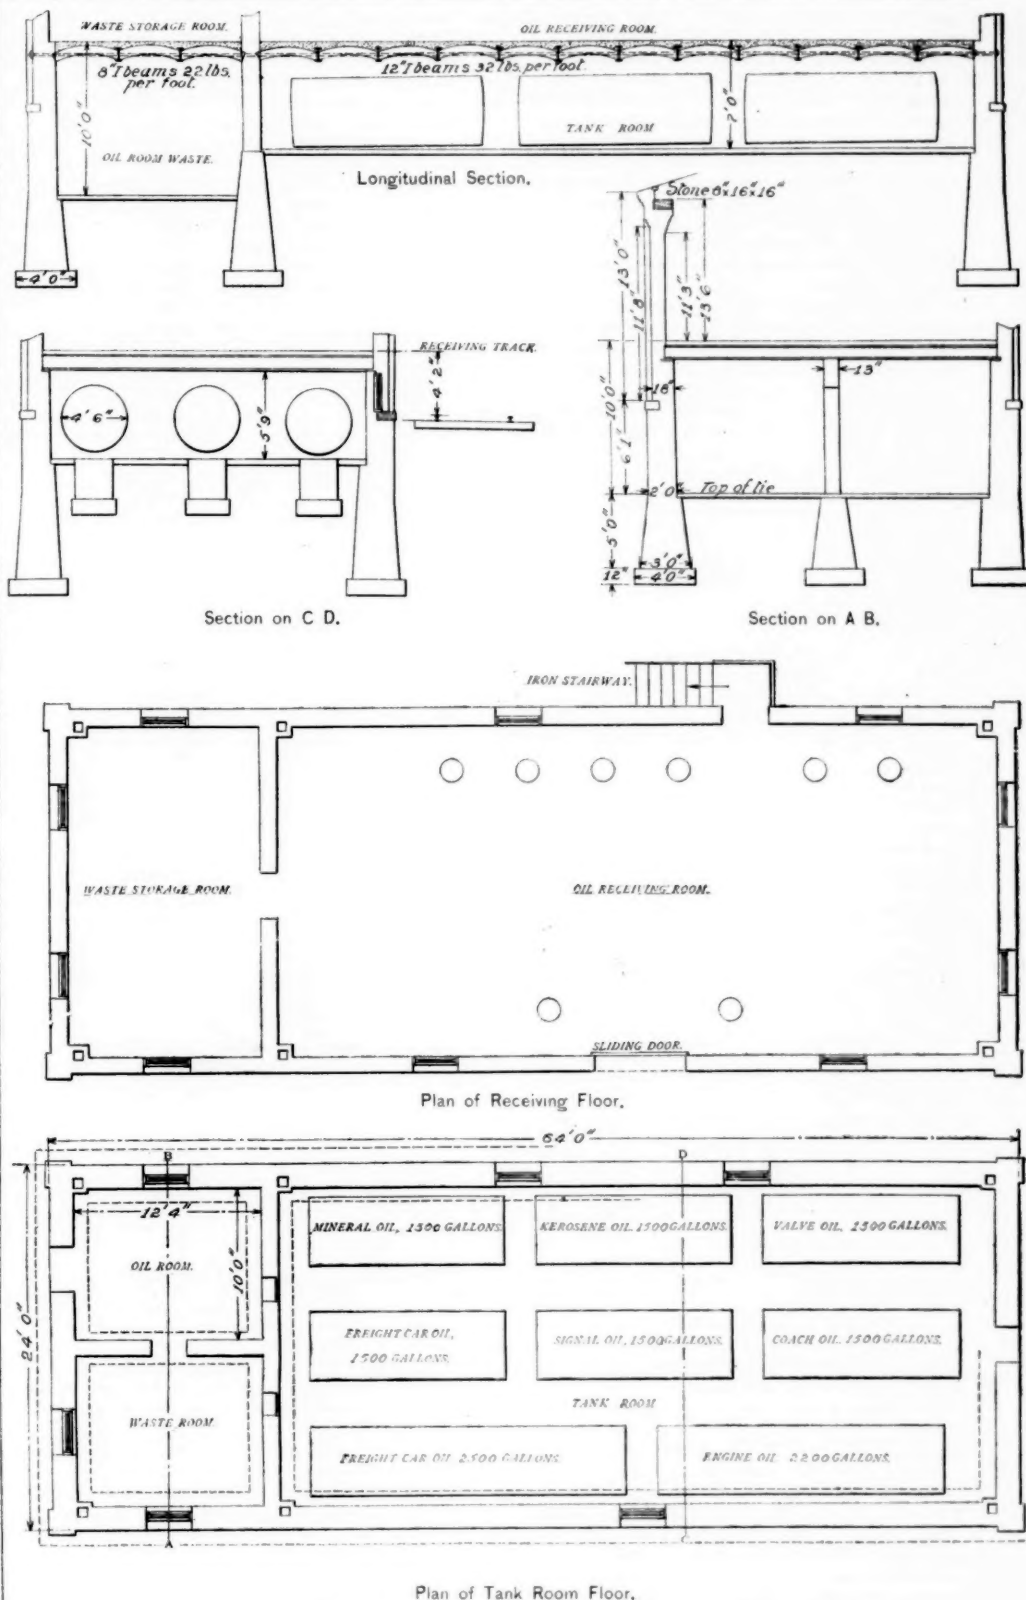 WASTE STORAGE ROOM.
OIL RECEIVING ROOM.
8" I beams 22 lbs.
per foot.
12" I beams 32 lbs. per foot.
10'0"
7'0"
TANK ROOM
OIL ROOM WASTE.
Longitudinal Section.
4'0"
Stone 8"x16"x16"
13'0"
11'8"
11'3"
13'6"
RECEIVING TRACK.
4'2"
4'6"
5'9"
18"
13"
10'0"
6'1"
2'0"
Top of tie
5'0"
3'0"
12"
4'0"
Section on C D.
Section on A B.
IRON STAIRWAY.
WASTE STORAGE ROOM.
OIL RECEIVING ROOM.
SLIDING DOOR.
Plan of Receiving Floor.
64'0"
B
D
12'4"
MINERAL OIL, 1500 GALLONS.
KEROSENE OIL 1500 GALLONS.
VALVE OIL, 1500 GALLONS.
OIL ROOM.
10'0"
24'0"
FREIGHT CAR OIL,
1500 GALLONS.
SIGNAL OIL, 1500 GALLONS.
COACH OIL, 1500 GALLONS.
TANK ROOM
WASTE ROOM
FREIGHT CAR OIL 2500 GALLONS.
ENGINE OIL 2200 GALLONS.
A
Plan of Tank Room Floor.